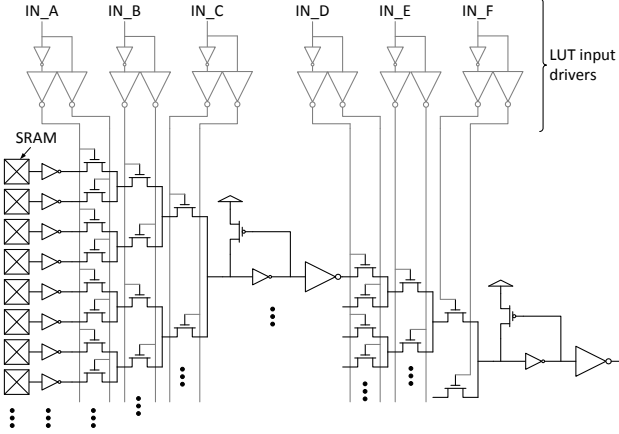 IN_A
IN_B
IN_C
IN_D
IN_E
IN_F
LUT input
drivers
SRAM